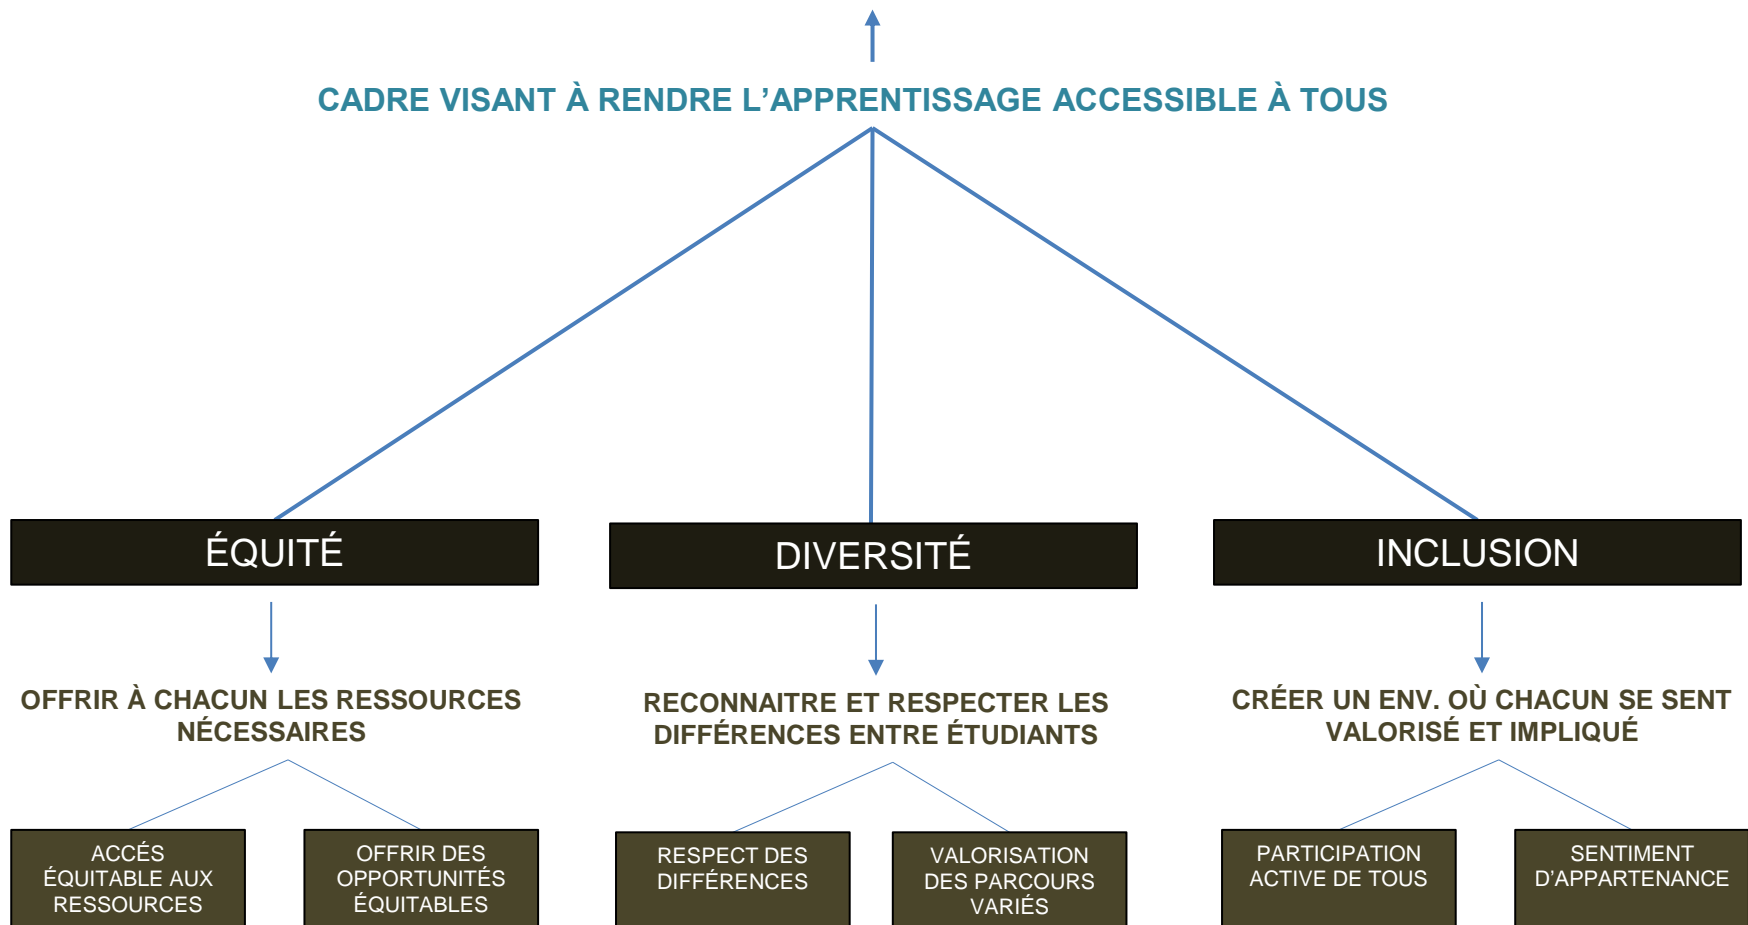 CADRE VISANT À RENDRE L’APPRENTISSAGE ACCESSIBLE À TOUS
ÉQUITÉ
DIVERSITÉ
INCLUSION
OFFRIR À CHACUN LES RESSOURCES
NÉCESSAIRES
RECONNAITRE ET RESPECTER LES
DIFFÉRENCES ENTRE ÉTUDIANTS
CRÉER UN ENV. OÙ CHACUN SE SENT
VALORISÉ ET IMPLIQUÉ
ACCÉS
ÉQUITABLE AUX
RESSOURCES
OFFRIR DES
OPPORTUNITÉS
ÉQUITABLES
RESPECT DES
DIFFÉRENCES
VALORISATION
DES PARCOURS
VARIÉS
PARTICIPATION
ACTIVE DE TOUS
SENTIMENT
D’APPARTENANCE